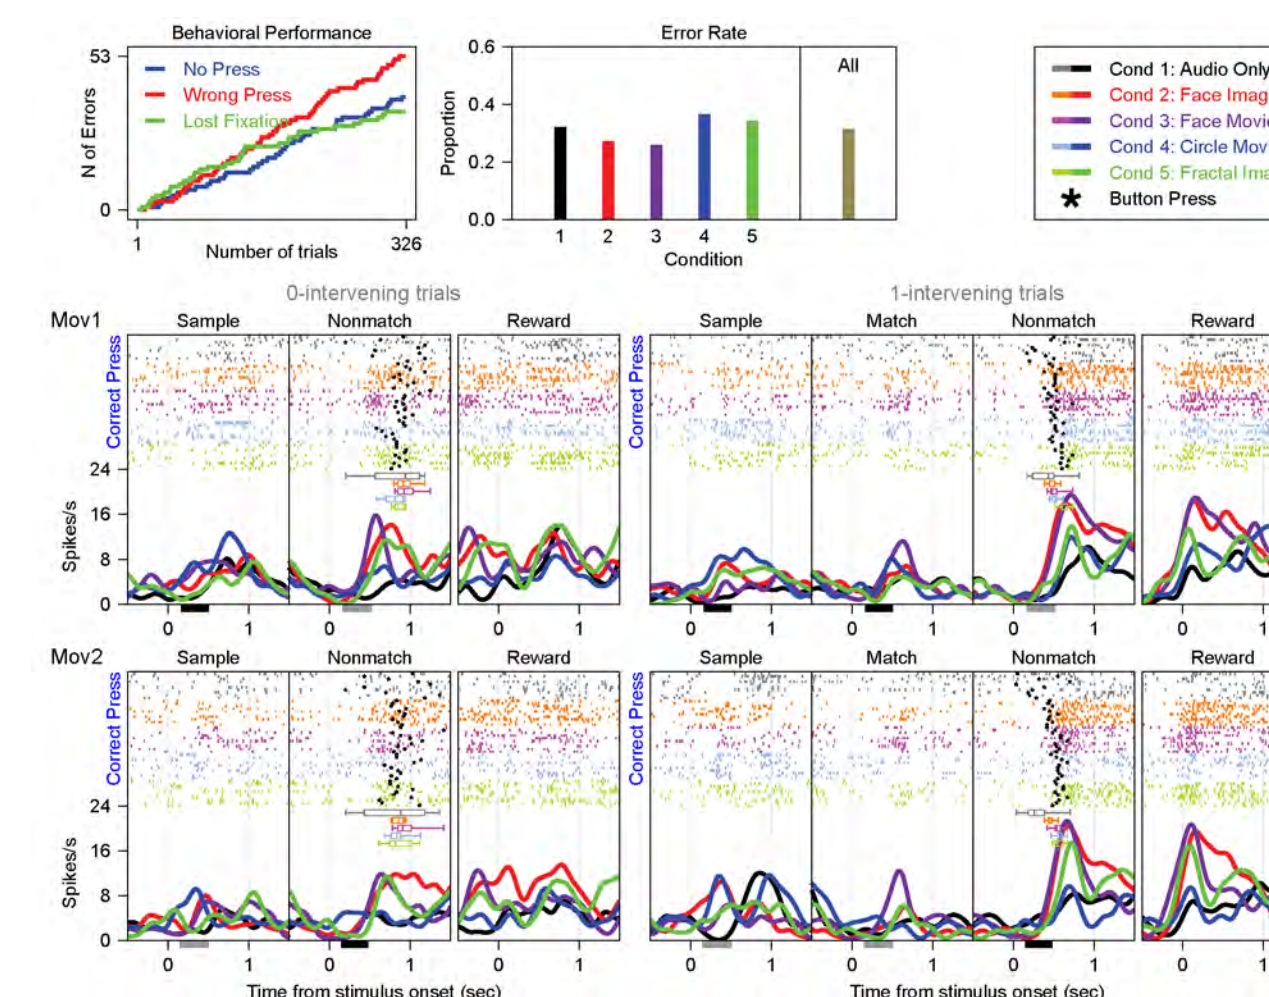 Behavioral Performance
53
No Press
Wrong Press
Lost Fixation
N of Errors
0
1
326
Number of trials
Error Rate
0.6
0.4
0.2
0.0
Proportion
All
1 2 3 4 5
Condition
Cond 1: Audio Only
Cond 2: Face Imag
Cond 3: Face Movi
Cond 4: Circle Mov
Cond 5: Fractal Ima
* Button Press
0-intervening trials
1-intervening trials
Mov1
Sample Nonmatch Reward
Sample Match Nonmatch Rewar
Correct Press
Correct Press
24
16
8
0
Spikes/s
0 1 0 1 0 1
0 1 0 1 0 1 0
Mov2
Sample Nonmatch Reward
Sample Match Nonmatch Rewar
Correct Press
Correct Press
24
16
8
0
Spikes/s
0 1 0 1 0 1
0 1 0 1 0 1 0
Time from stimulus onset (sec)
Time from stimulus onset (sec)